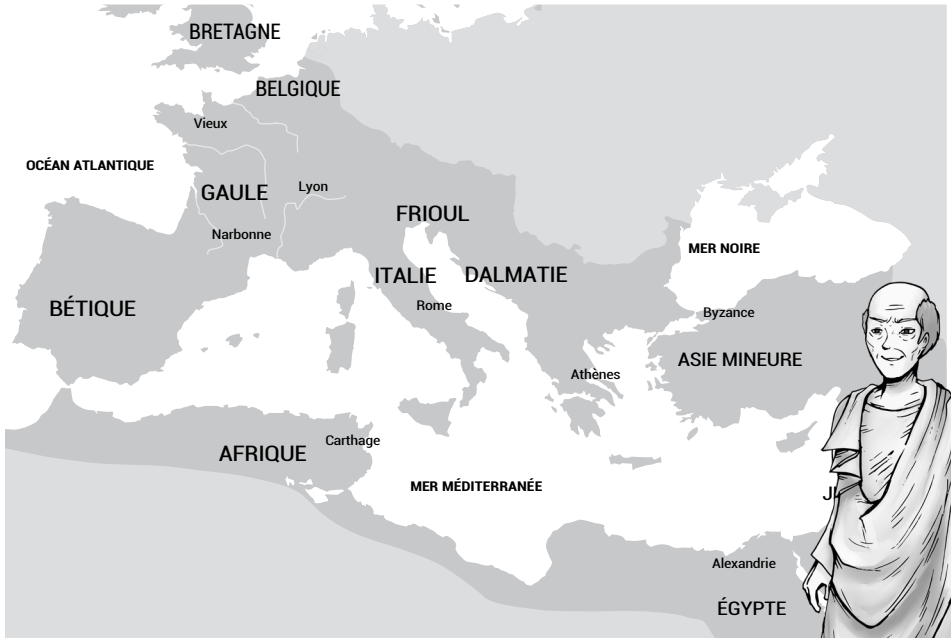 BRETAGNE
BELGIQUE
Vieux
OCÉAN ATLANTIQUE
GAULE
Lyon
FRIOUL
Narbonne
MER NOIRE
ITALIE
DALMATIE
BÉTIQUE
Rome
Byzance
ASIE MINEURE
Athènes
Carthage
AFRIQUE
MER MÉDITERRANÉE
Alexandrie
ÉGYPTE